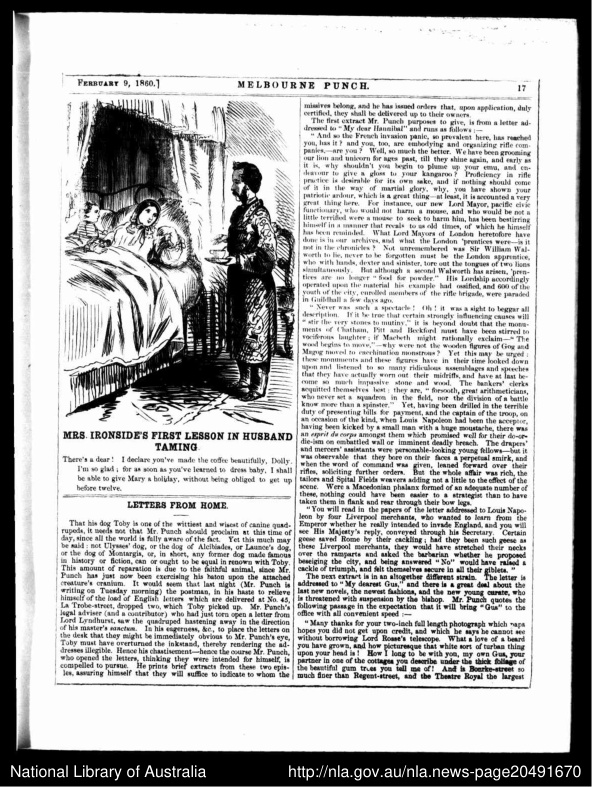 FEBRUARY 9, 1860.]
MELBOURNE PUNCH.
17
MRS. IRONSIDE'S FIRST LESSON IN HUSBAND
TAMING.
There's a dear! I declare you've made the coffee beautifully, Dolly.
I'm so glad; for as soon as you've learned to dress baby, I shall
be able to give Mary a holiday, without being obliged to get up
before twelve.
LETTERS FROM HOME.
That his dog Toby is one of the wittiest and wisest of canine quad-
rupeds, it needs not that Mr. Punch should proclaim at this time of
day, since all the world is fully aware of the fact. Yet this much may
be said: not Ulysses' dog, or the dog of Alcibiades, or Launce's dog,
or the dog of Montargis, or, in short, any former dog made famous
in history or fiction, can or ought to be equal in renown with Toby.
This amount of reparation is due to the faithful animal, since Mr.
Punch has just now been exercising his baton upon the attached
creature's cranium. It would seem that last night (Mr. Punch is
writing on Tuesday morning) the postman, in his haste to relieve
himself of the load of English letters which are delivered at No. 43,
La Trobe-street, dropped two, which Toby picked up. Mr. Punch's
legal adviser (and a contributor) who had just torn open a letter from
Lord Lyndhurst, saw the quadruped hastening away in the direction
of his master's sanctum. In his eagerness, &c., to place the letters on
the desk that they might be immediately obvious to Mr. Punch's eye,
Toby must have overturned the inkstand, thereby rendering the ad-
dresses illegible. Hence his chastisement—hence the course Mr. Punch,
who opened the letters, thinking they were intended for himself, is
compelled to pursue. He prints brief extracts from these two epis-
les, assuring himself that they will suffice to indicate to whom the
missives belong, and he has issued orders that, upon application, duly
certified, they shall be delivered up to their owners.
The first extract Mr. Punch purposes to give, is from a letter ad-
dressed to "My dear Hannibal" and runs as follows:—
"And so the French invasion panic, so prevalent here, has reached
you, has it? and you, too, are embodying and organizing rifle com-
panies,—are you? Well, so much the better. We have been grooming
our lion and unicorn for ages past, till they shine again, and early as
it is, why shouldn't you begin to plume up your emu, and en-
deavour to give a gloss to your kangaroo? Proficiency in rifle
practice is desirable for its own sake, and if nothing should come
of it in the way of martial glory, why, you have shown your
patriotic ardour, which is a great thing—at least, it is accounted a very
great thing here. For instance, our new Lord Mayor, pacific civic
functionary, who would not harm a mouse, and who would be not a
little terrified were a mouse to seek to harm him, has been bestirring
himself in a manner that recals to us old times, of which he himself
has been reminded. What Lord Mayors of London heretofore have
done is in our archives, and what the London 'prentices were—is it
not in the chronicles? Not unremembered was Sir William Wal-
worth to lie, never to be forgotten must be the London apprentice,
who with hands, dexter and sinister, tore out the tongues of two lions
simultaneously. But although a second Walworth has arisen, 'pren-
tices are no longer "food for powder." His Lordship accordingly
operated upon the material his example had ossified, and 600 of the
youth of the city, enrolled members of the rifle brigade, were paraded
in Guildhall a few days ago.
"Never was such a spectacle! Oh! it was a sight to beggar all
description. If it be true that certain strongly influencing causes will
"stir the very stones to mutiny," it is beyond doubt that the monu-
ments of Chatham, Pitt and Beckford must have been stirred to
vociferous laughter; if Macbeth might rationally exclaim—"The
wood begins to move,"—why were not the wooden figures of Gog and
Magog moved to cachination monstrous? Yet this may be urged:
these monuments and these figures have in their time looked down
upon and listened to so many ridiculous assemblages and speeches
that they have actually worn out their midriffs, and have at last be-
come so much impassive stone and wood. The bankers' clerks
acquitted themselves best: they are, "forsooth, great arithmeticians,
who never set a squadron in the field, nor the division of a battle
know more than a spinster." Yet, having been drilled in the terrible
duty of presenting bills for payment, and the captain of the troop, on
an occasion of the kind, when Louis Napoleon had been the acceptor,
having been kicked by a small man with a huge moustache, there was
an esprit du corps amongst them which promised well for their do-or-
die-ism on embattled wall or imminent deadly breach. The drapers'
and mercers' assistants were personable-looking young fellows—but it
was observable that they bore on their faces a perpetual smirk, and
when the word of command was given, leaned forward over their
rifles, soliciting further orders. But the whole affair was rich, the
tailors and Spital Fields weavers adding not a little to the effect of the
scene. Were a Macedonian phalanx formed of an adequate number of
these, nothing could have been easier to a strategist than to have
taken them in flank and rear through their bow legs.
"You will read in the papers of the letter addressed to Louis Napo-
leon by four Liverpool merchants, who wanted to learn from the
Emperor whether he really intended to invade England, and you will
see His Majesty's reply, conveyed through his Secretary. Certain
geese saved Rome by their cackling; had they been such geese as
these Liverpool merchants, they would have stretched their necks
over the ramparts and asked the barbarian whether he proposed
besieging the city, and being answered "No" would have raised a
cackle of triumph, and felt themselves secure in all their giblets."
The next extract is in an altogether different strain. The letter is
addressed to "My dearest Gus," and there is a great deal about the
last new novels, the newest fashions, and the new young curate, who
is threatened with suspension by the bishop. Mr. Punch quotes the
following passage in the expectation that it will bring "Gus" to the
office with all convenient speed:—
"Many thanks for your two-inch full length photograph which papa
hopes you did not get upon credit, and which he says he cannot see
without borrowing Lord Rosse's telescope. What a love of a beard
you have grown, and how picturesque that white sort of turban thing
upon your head is! How I long to be with you, my own Gus, your
partner in one of the cottages you describe under the thick foliage of
the beautiful gum trees you tell me of! And is Bourke-street so
much finer than Regent-street, and the Theatre Royal the largest
National Library of Australia
http://nla.gov.au/nla.news-page20491670